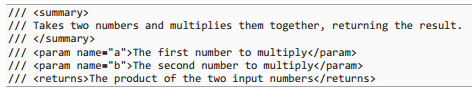 /// <summary>
/// Takes two numbers and multiplies them together, returning the result.
/// </summary>
/// <param name="a">The first number to multiply</param>
/// <param name="b">The second number to multiply</param>
/// <returns>The product of the two input numbers</returns>